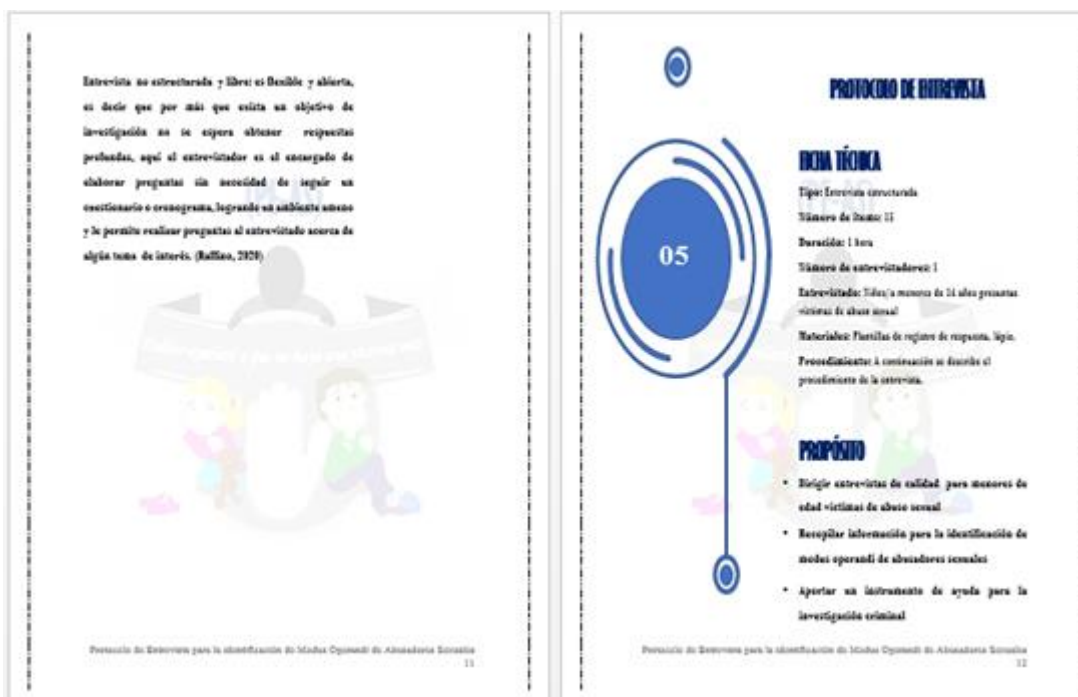 Entrevista no estructurada y libre: es flexible y abierta,
es decir que por más que exista un objetivo de
investigación no se espera obtener respuestas
profundas, aquí el entrevistador es el encargado de
elaborar preguntas sin necesidad de seguir un
cuestionario o cronograma, logrando un ambiente ameno
y le permite realizar preguntas al entrevistado acerca de
algún tema de interés. (Raffino, 2020)
Protocolo de Entrevista para la identificación de Modus Operandi de Abusadores Sexuales
11
PROTOCOLO DE ENTREVISTA
05
FICHA TÉCNICA
Tipo: Entrevista estructurada
Número de ítems: 15
Duración: 1 hora
Número de entrevistadores: 1
Entrevistado: Niños/a menores de 14 años presuntas
víctimas de abuso sexual
Materiales: Plantillas de registro de respuesta, lápiz.
Procedimiento: A continuación se describe el
procedimiento de la entrevista.
PROPÓSITO
• Dirigir entrevistas de calidad para menores de
edad víctimas de abuso sexual
• Recopilar información para la identificación de
modus operandi de abusadores sexuales
• Aportar un instrumento de ayuda para la
investigación criminal
Protocolo de Entrevista para la identificación de Modus Operandi de Abusadores Sexuales
12